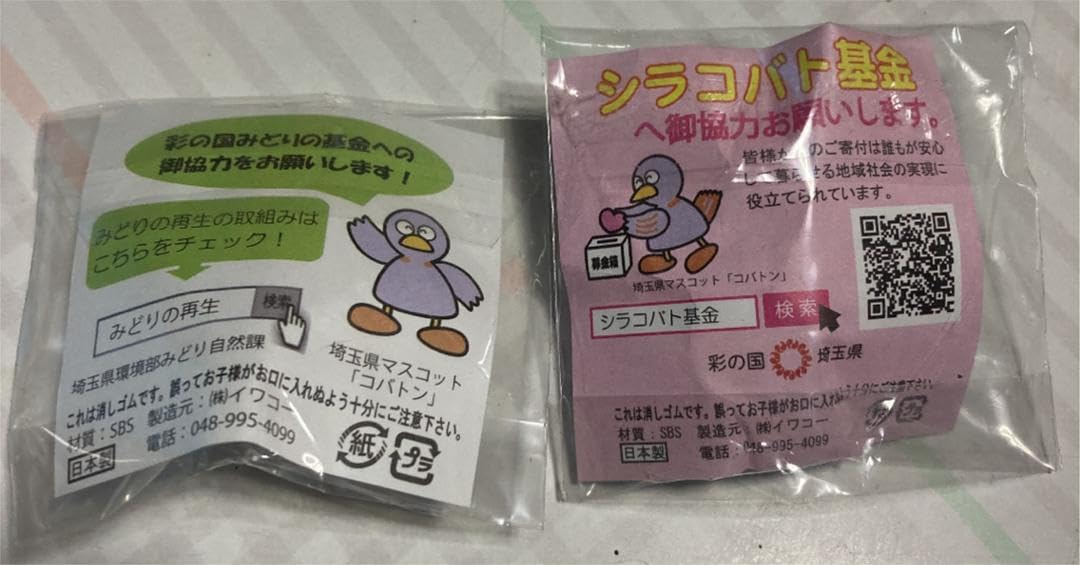 彩の国みどりの基金への
御協力をお願いします！
みどりの再生の取組みは
こちらをチェック！
みどりの再生
検索
埼玉県環境部みどり自然課
埼玉県マスコット
「コバトン」
これは消しゴムです。誤ってお子様がお口に入れぬよう十分にご注意下さい。
材質：SBS 製造元：㈱イワコー
日本製 電話：048-995-4099
紙
プラ
シラコバト基金
へ御協力お願いします。
皆様からのご寄付は誰もが安心
して暮らせる地域社会の実現に
役立てられています。
募金箱
埼玉県マスコット「コバトン」
シラコバト基金 検索
彩の国 埼玉県
これは消しゴムです。誤ってお子様がお口に入れぬよう十分にご注意下さい。
材質：SBS 製造元：㈱イワコー
日本製 電話：048-995-4099
紙
プラ